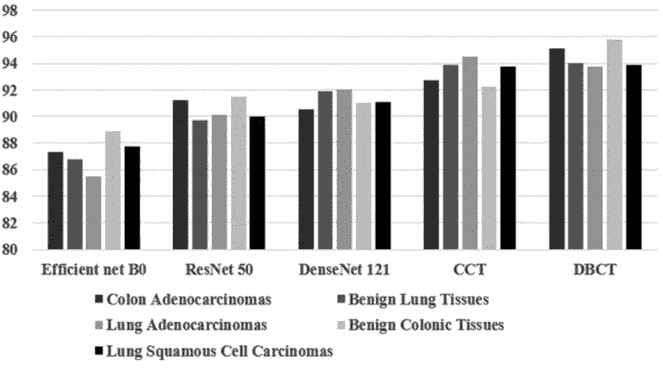 98
96
94
92
90
88
86
84
82
80
Efficient net B0 ResNet 50 DenseNet 121 CCT DBCT
Colon Adenocarcinomas Benign Lung Tissues
Lung Adenocarcinomas Benign Colonic Tissues
Lung Squamous Cell Carcinomas